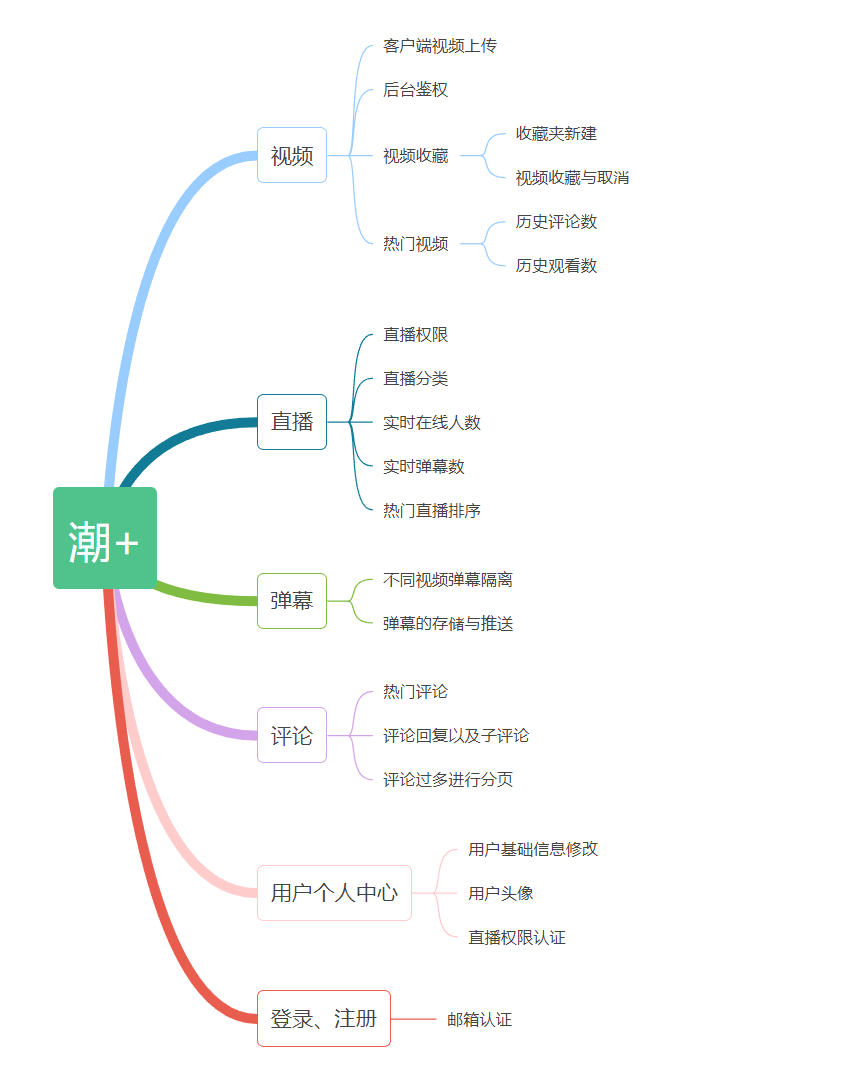 客户端视频上传
后台鉴权
视频
视频收藏
收藏夹新建
视频收藏与取消
热门视频
历史评论数
历史观看数
直播权限
直播分类
直播
实时在线人数
实时弹幕数
热门直播排序
潮+
不同视频弹幕隔离
弹幕
弹幕的存储与推送
热门评论
评论
评论回复以及子评论
评论过多进行分页
用户基础信息修改
用户个人中心
用户头像
直播权限认证
登录、注册
邮箱认证